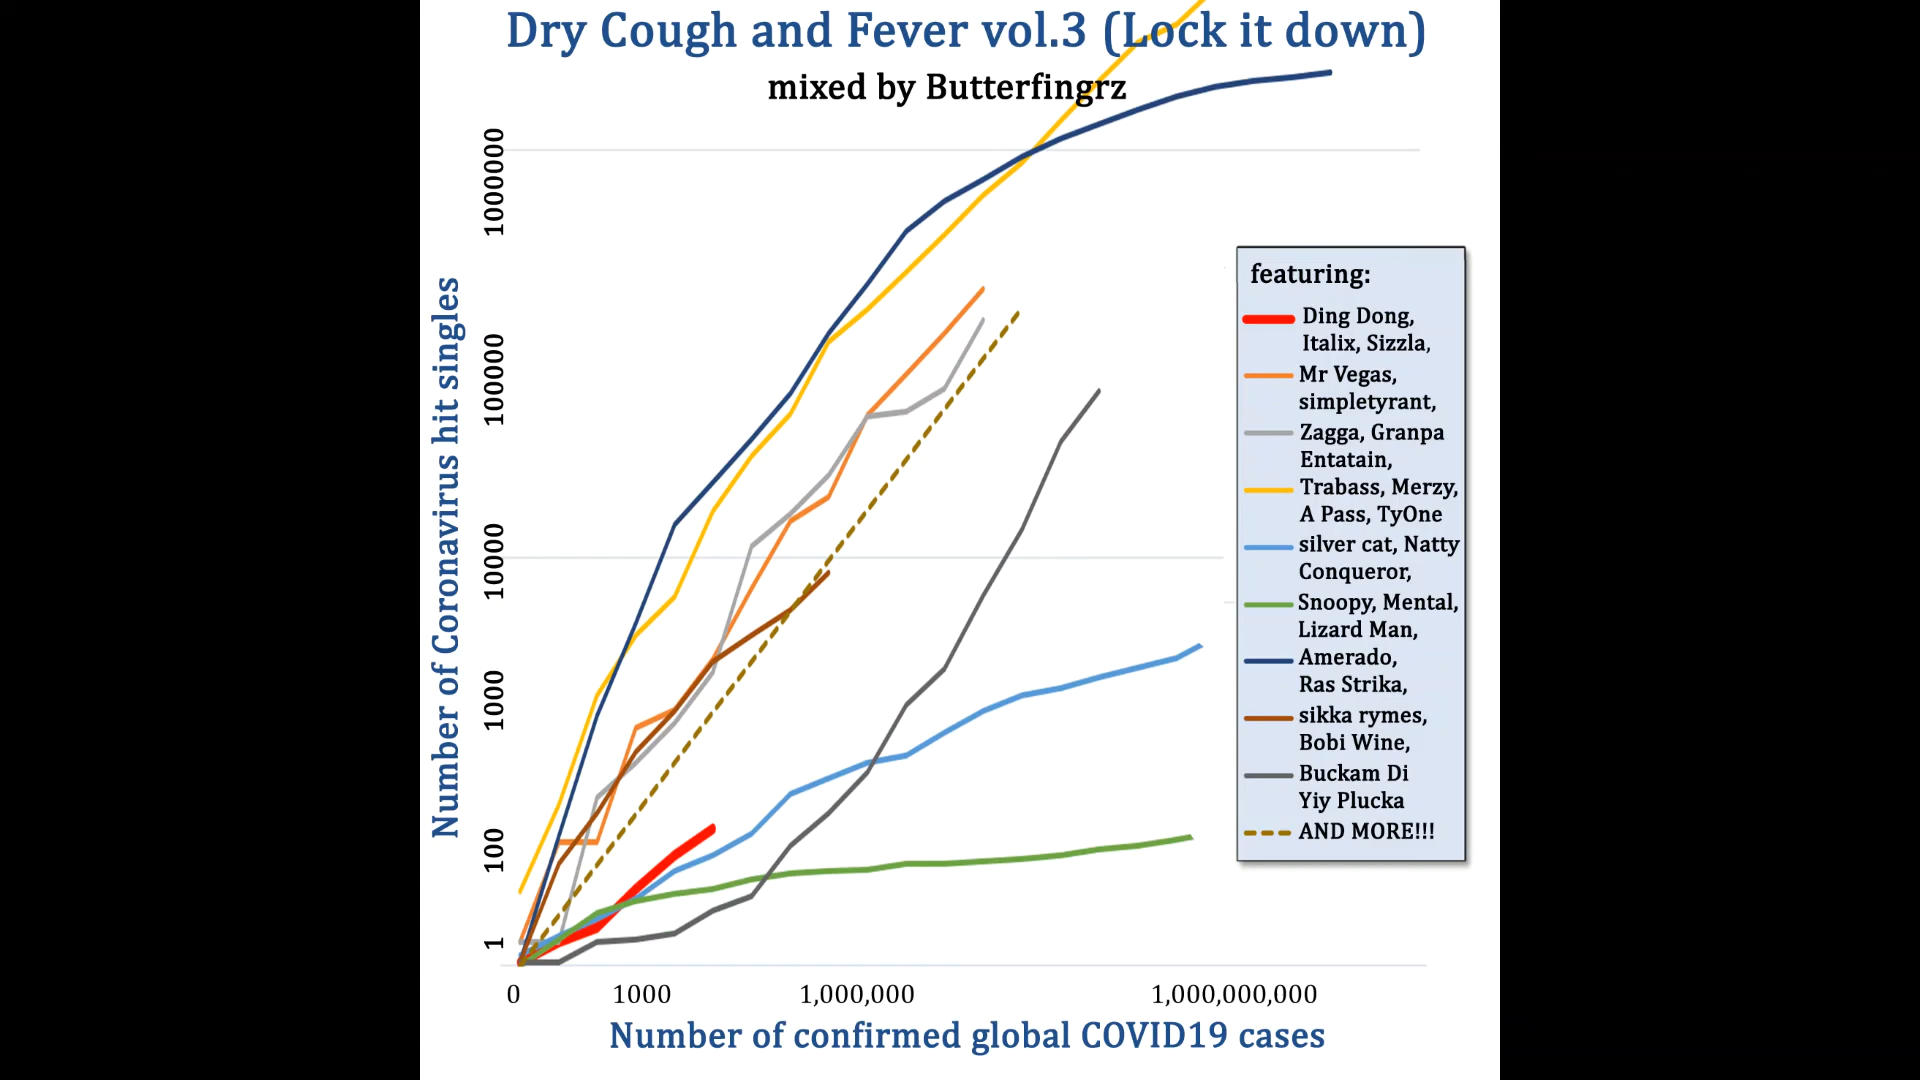 Dry Cough and Fever vol.3 (Lock it down)
mixed by Butterfingrz
Number of Coronavirus hit singles
1000000
100000
10000
1000
100
1
0
1000
1,000,000
1,000,000,000
Number of confirmed global COVID19 cases
featuring:
Ding Dong,
Italix, Sizzla,
Mr Vegas,
simpletyrant,
Zagga, Granpa
Entatain,
Trabass, Merzy,
A Pass, TyOne
silver cat, Natty
Conqueror,
Snoopy, Mental,
Lizard Man,
Amerado,
Ras Strika,
sikka rymes,
Bobi Wine,
Buckam Di
Yiy Plucka
AND MORE!!!